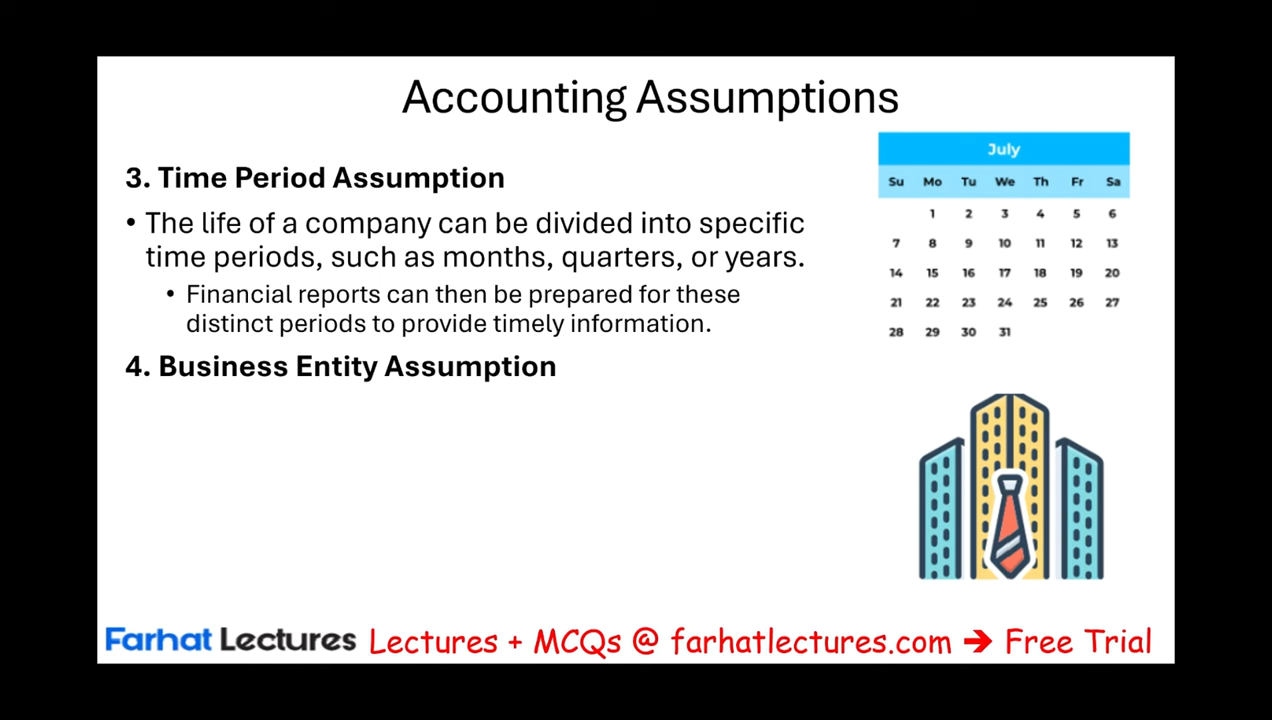 Accounting Assumptions
3. Time Period Assumption
• The life of a company can be divided into specific
time periods, such as months, quarters, or years.
• Financial reports can then be prepared for these
distinct periods to provide timely information.
4. Business Entity Assumption
July
Su Mo Tu We Th Fr Sa
1 2 3 4 5 6
7 8 9 10 11 12 13
14 15 16 17 18 19 20
21 22 23 24 25 26 27
28 29 30 31
Farhat Lectures Lectures + MCQs @ farhatlectures.com → Free Trial